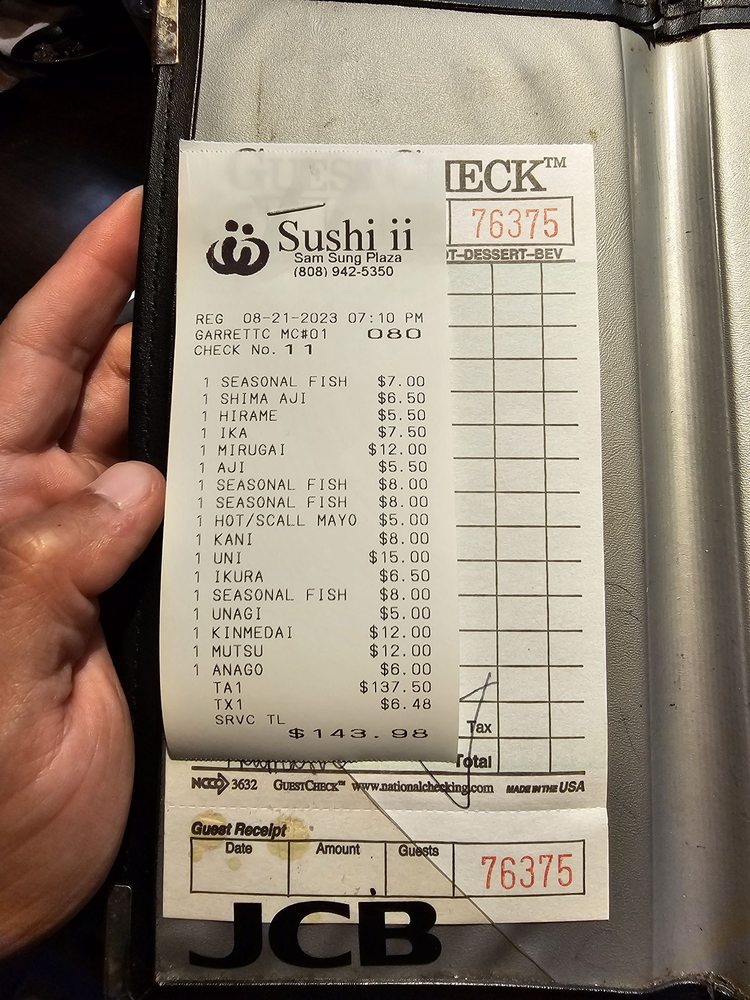 ECK™
76375
T-DESSERT-BEV
Sushi ii
Sam Sung Plaza
(808) 942-5350
REG 08-21-2023 07:10 PM
GARRETTC MC#01 080
CHECK No. 11
1 SEASONAL FISH $7.00
1 SHIMA AJI $6.50
1 HIRAME $5.50
1 IKA $7.50
1 MIRUGAI $12.00
1 AJI $5.50
1 SEASONAL FISH $8.00
1 SEASONAL FISH $8.00
1 HOT/SCALL MAYO $5.00
1 KANI $8.00
1 UNI $15.00
1 IKURA $6.50
1 SEASONAL FISH $8.00
1 UNAGI $5.00
1 KINMEDAI $12.00
1 MUTSU $12.00
1 ANAGO $6.00
TA1 $137.50
TX1 $6.48
SRVC TL
$143.98
Tax
Total
NCCO 3632 GUESTCHECK™ www.nationalchecking.com MADE IN THE USA
Guest Receipt
Date Amount Guests
76375
JCB